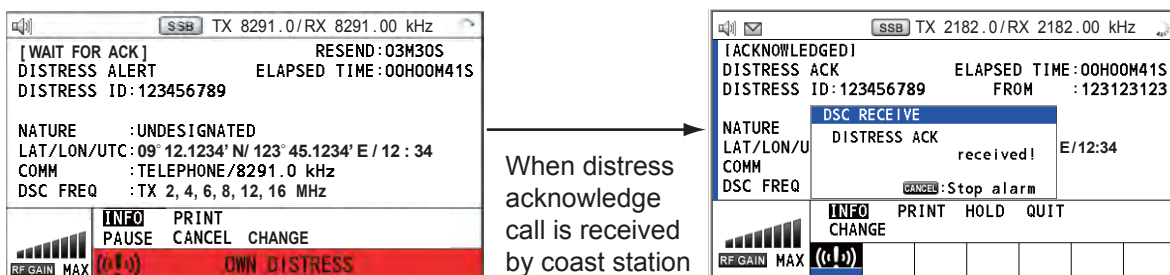 SSB TX 8291.0/RX 8291.00 kHz
[WAIT FOR ACK] RESEND:03M30S
DISTRESS ALERT ELAPSED TIME:00H00M41S
DISTRESS ID:123456789
NATURE :UNDESIGNATED
LAT/LON/UTC:09° 12.1234' N/ 123° 45.1234' E / 12 : 34
COMM :TELEPHONE/8291.0 kHz
DSC FREQ :TX 2, 4, 6, 8, 12, 16 MHz
INFO PRINT
PAUSE CANCEL CHANGE
RF GAIN MAX OWN DISTRESS
When distress
acknowledge
call is received
by coast station
SSB TX 2182.0/RX 2182.00 kHz
[ACKNOWLEDGED]
DISTRESS ACK ELAPSED TIME:00H00M41S
DISTRESS ID:123456789 FROM :123123123
DSC RECEIVE
NATURE
DISTRESS ACK
LAT/LON/U E/12:34
received!
COMM
DSC FREQ CANCEL:Stop alarm
INFO PRINT HOLD QUIT
CHANGE
RF GAIN MAX